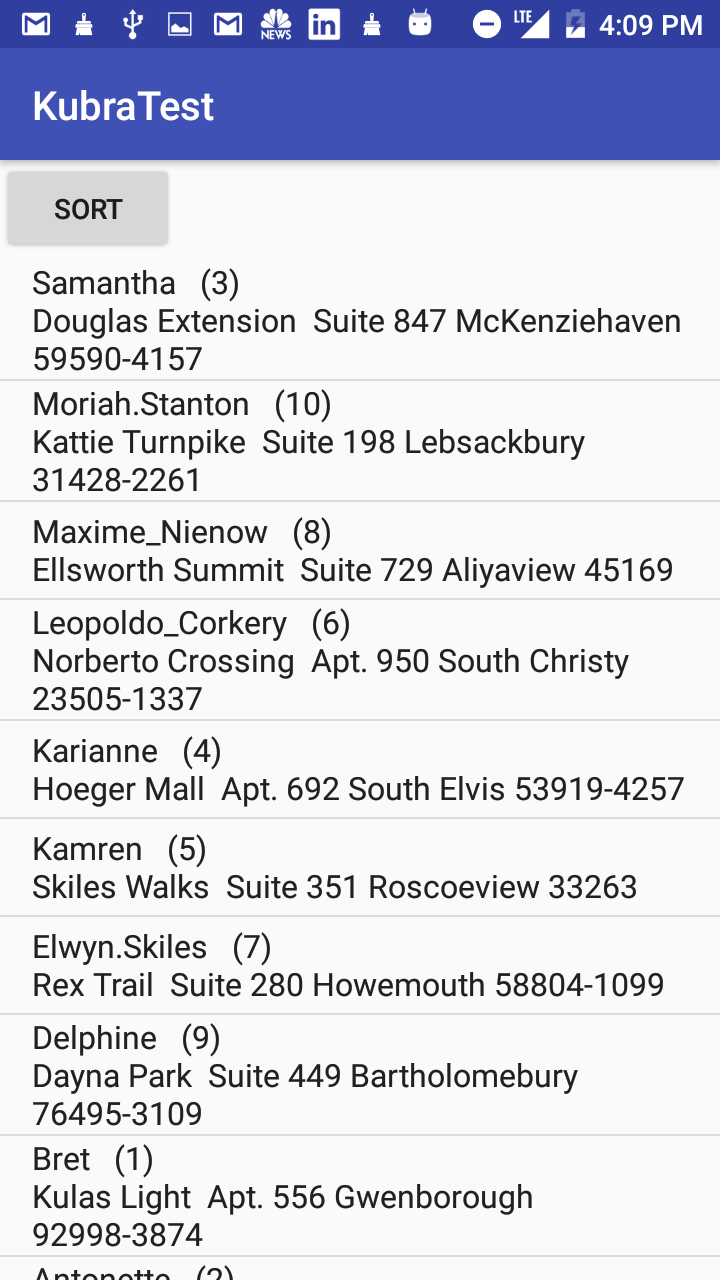 NEWS in LTE 4:09 PM
KubraTest
SORT
Samantha (3)
Douglas Extension Suite 847 McKenziehaven
59590-4157
Moriah.Stanton (10)
Kattie Turnpike Suite 198 Lebsackbury
31428-2261
Maxime_Nienow (8)
Ellsworth Summit Suite 729 Aliyaview 45169
Leopoldo_Corkery (6)
Norberto Crossing Apt. 950 South Christy
23505-1337
Karianne (4)
Hoeger Mall Apt. 692 South Elvis 53919-4257
Kamren (5)
Skiles Walks Suite 351 Roscoeview 33263
Elwyn.Skiles (7)
Rex Trail Suite 280 Howemouth 58804-1099
Delphine (9)
Dayna Park Suite 449 Bartholomebury
76495-3109
Bret (1)
Kulas Light Apt. 556 Gwenborough
92998-3874
Antonette (2)